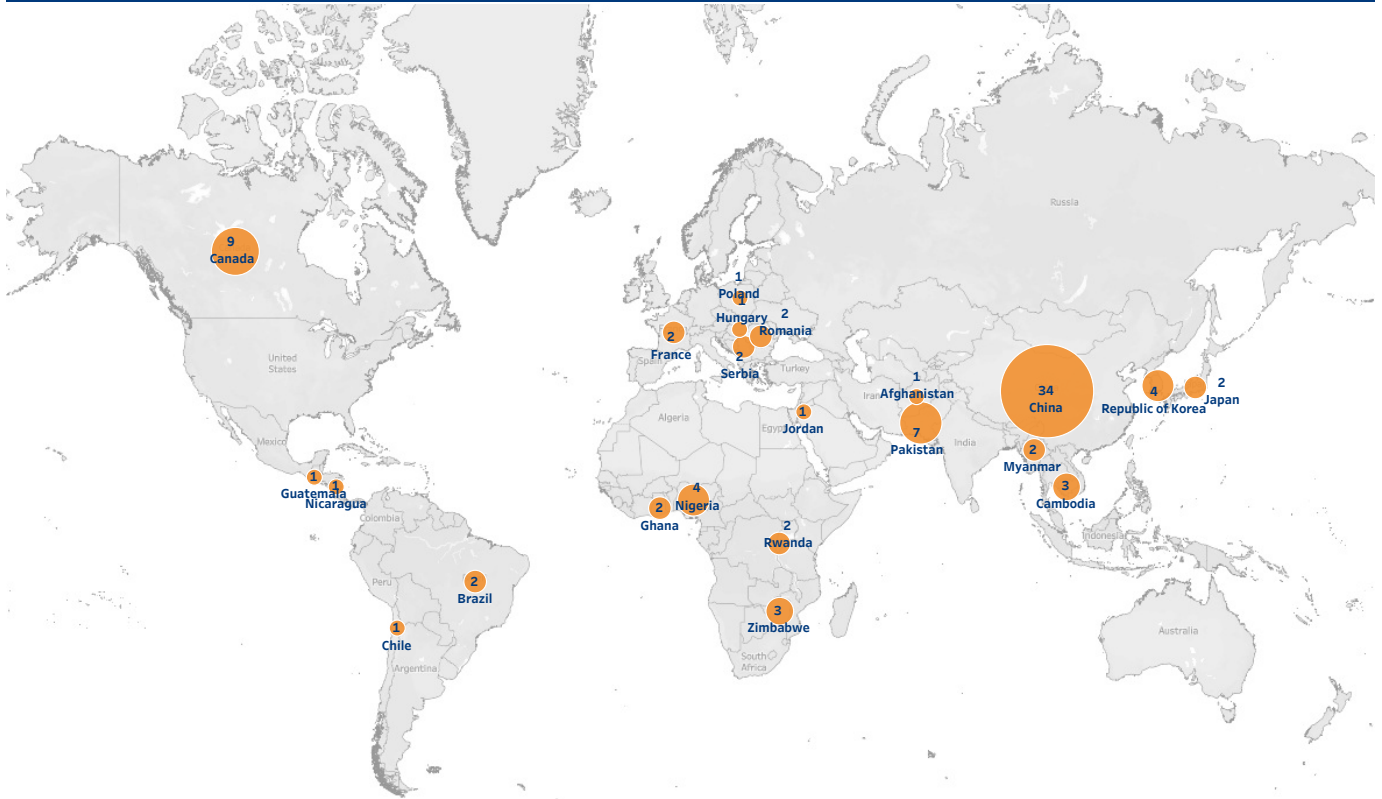 Russia
9
Canada
1
Poland
1
Hungary
2
Romania
2
France
2
Serbia
Spain
Turkey
United
States
1
Afghanistan
Iran
34
China
4
Republic of Korea
2
Japan
7
Pakistan
India
1
Jordan
Algeria
Egypt
Mexico
2
Myanmar
3
Cambodia
1
Guatemala
1
Nicaragua
4
Nigeria
2
Ghana
Colombia
2
Rwanda
Indonesia
Peru
2
Brazil
3
Zimbabwe
1
Chile
Australia
South
Africa
Argentina